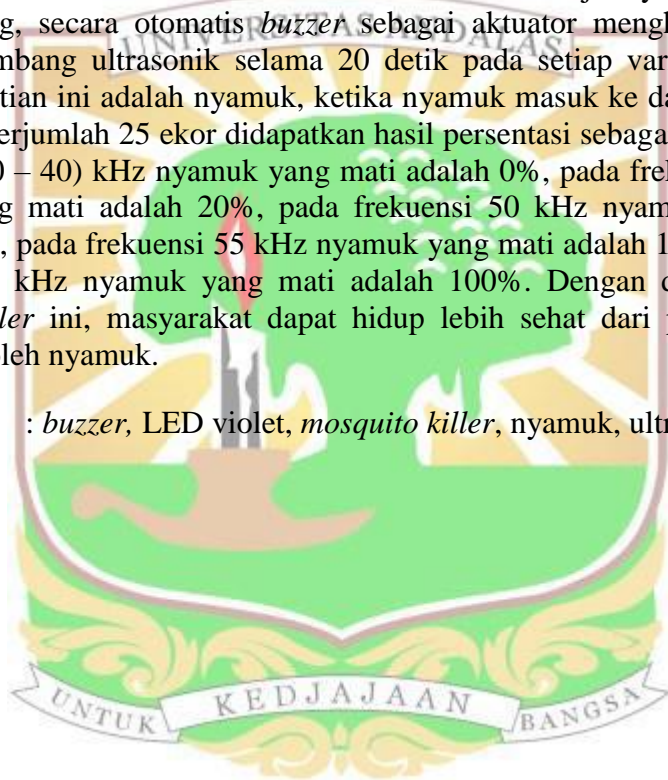 g, secara otomatis buzzer sebagai aktuator mengh
UNIVERSITAS ANDALAS
mbang ultrasonik selama 20 detik pada setiap var
tian ini adalah nyamuk, ketika nyamuk masuk ke da
erjumlah 25 ekor didapatkan hasil persentasi sebaga
0 – 40) kHz nyamuk yang mati adalah 0%, pada frek
g mati adalah 20%, pada frekuensi 50 kHz nyam
, pada frekuensi 55 kHz nyamuk yang mati adalah 1
kHz nyamuk yang mati adalah 100%. Dengan d
ler ini, masyarakat dapat hidup lebih sehat dari p
oleh nyamuk.
: buzzer, LED violet, mosquito killer, nyamuk, ultr
UNTUK KEDJAJAAN BANGSA